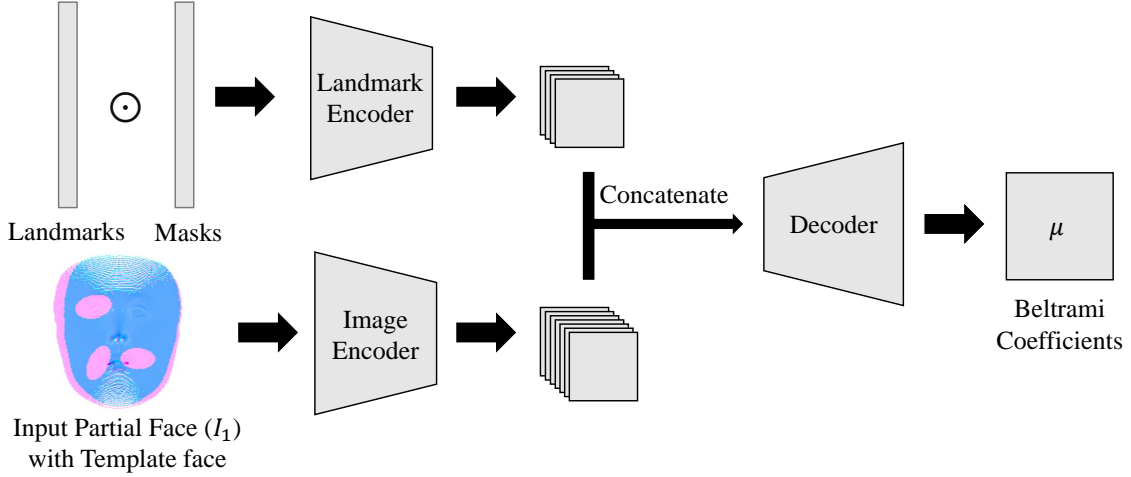 Landmarks
Masks
Landmark
Encoder
Input Partial Face (I₁)
with Template face
Image
Encoder
Concatenate
Decoder
μ
Beltrami
Coefficients